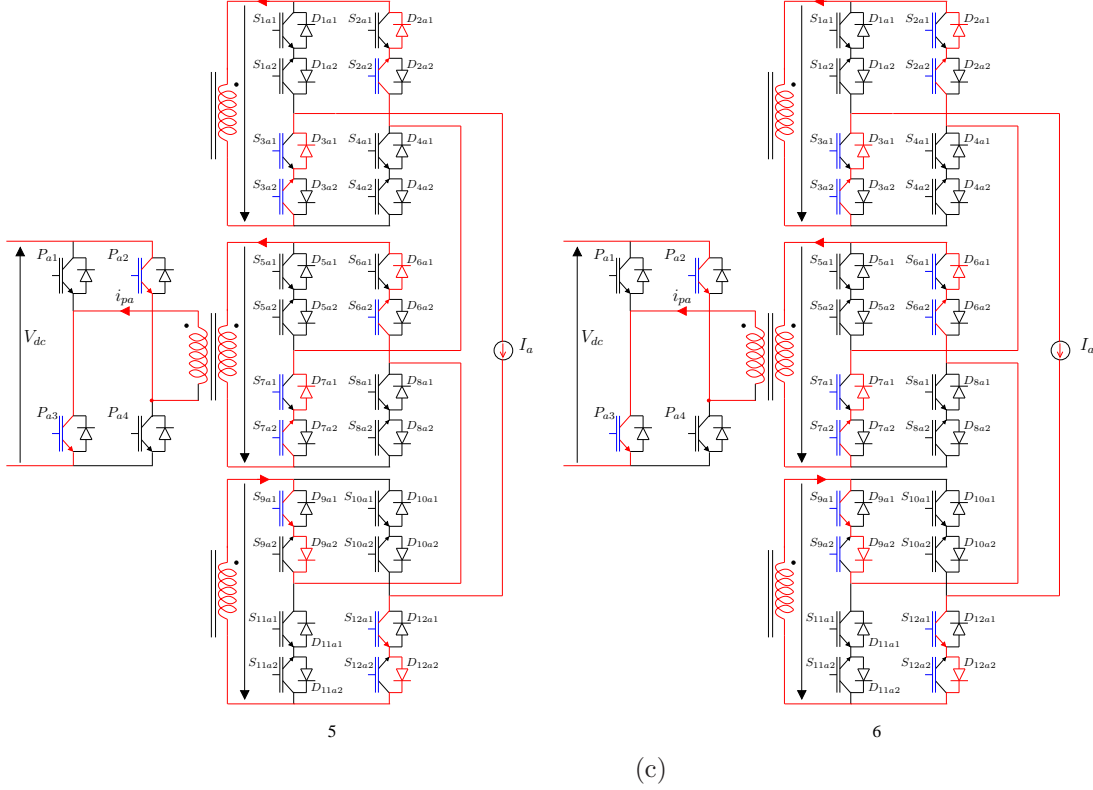 S1a1 D1a1 S2a1 D2a1
S1a2 D1a2 S2a2 D2a2
S3a1 D3a1 S4a1 D4a1
S3a2 D3a2 S4a2 D4a2
Pa1 Pa2 S5a1 D5a1 S6a1 D6a1
ipa S5a2 D5a2 S6a2 D6a2
Vdc Ia
Pa3 Pa4 S7a1 D7a1 S8a1 D8a1
S7a2 D7a2 S8a2 D8a2
S9a1 D9a1 S10a1 D10a1
S9a2 D9a2 S10a2 D10a2
S11a1 D11a1 S12a1 D12a1
S11a2 D11a2 S12a2 D12a2
5
S1a1 D1a1 S2a1 D2a1
S1a2 D1a2 S2a2 D2a2
S3a1 D3a1 S4a1 D4a1
S3a2 D3a2 S4a2 D4a2
Pa1 Pa2 S5a1 D5a1 S6a1 D6a1
ipa S5a2 D5a2 S6a2 D6a2
Vdc Ia
Pa3 Pa4 S7a1 D7a1 S8a1 D8a1
S7a2 D7a2 S8a2 D8a2
S9a1 D9a1 S10a1 D10a1
S9a2 D9a2 S10a2 D10a2
S11a1 D11a1 S12a1 D12a1
S11a2 D11a2 S12a2 D12a2
6
(c)